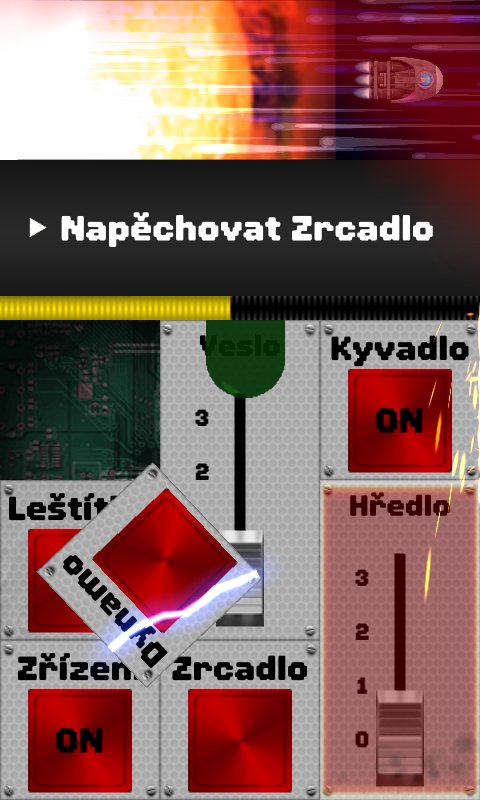 Napěchovat Zrcadlo
Veslo
3
2
Kyvadlo
ON
Hředlo
3
2
1
0
Dynamo
Zrcadlo
ON